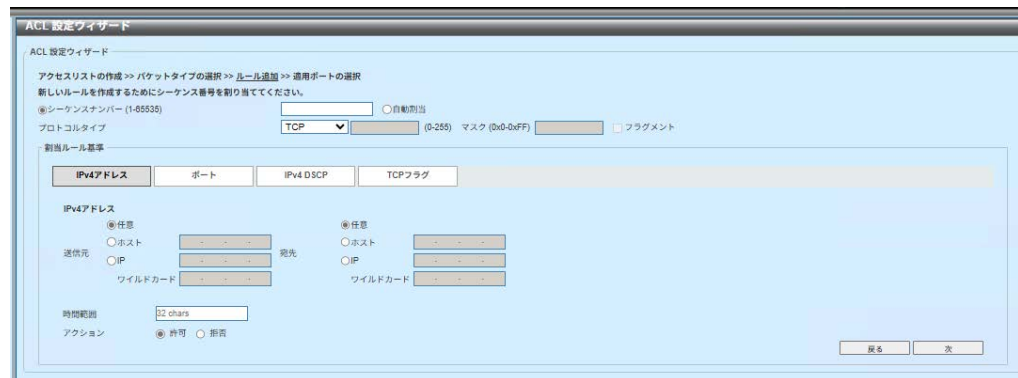 ACL 設定ウィザード
ACL 設定ウィザード
アクセスリストの作成 >> パケットタイプの選択 >> ルール追加 >> 適用ポートの選択
新しいルールを作成するためにシーケンス番号を割り当ててください。
シーケンスナンバー (1-65535) 自動割当
プロトコルタイプ TCP (0-255) マスク (0x0-0xFF) フラグメント
割当ルール基準
IPv4アドレス ポート IPv4 DSCP TCPフラグ
IPv4アドレス
任意 任意
送信元 ホスト 宛先 ホスト
IP IP
ワイルドカード ワイルドカード
時間範囲 32 chars
アクション 許可 拒否
戻る 次